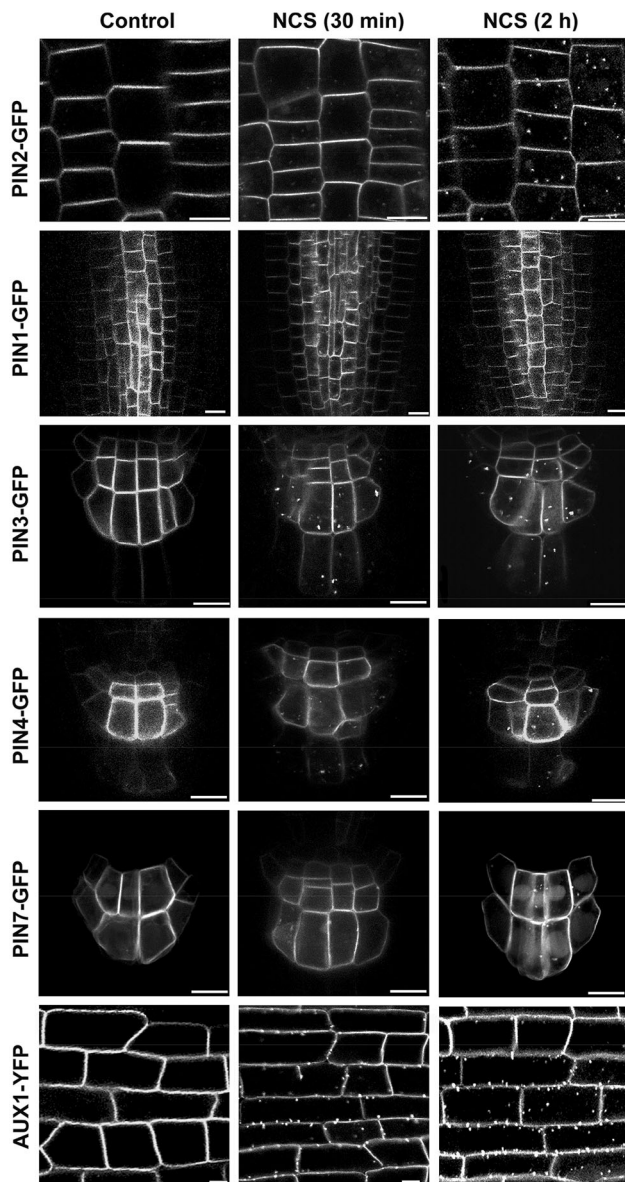 Control NCS (30 min) NCS (2 h)
PIN2-GFP
PIN1-GFP
PIN3-GFP
PIN4-GFP
PIN7-GFP
AUX1-YFP